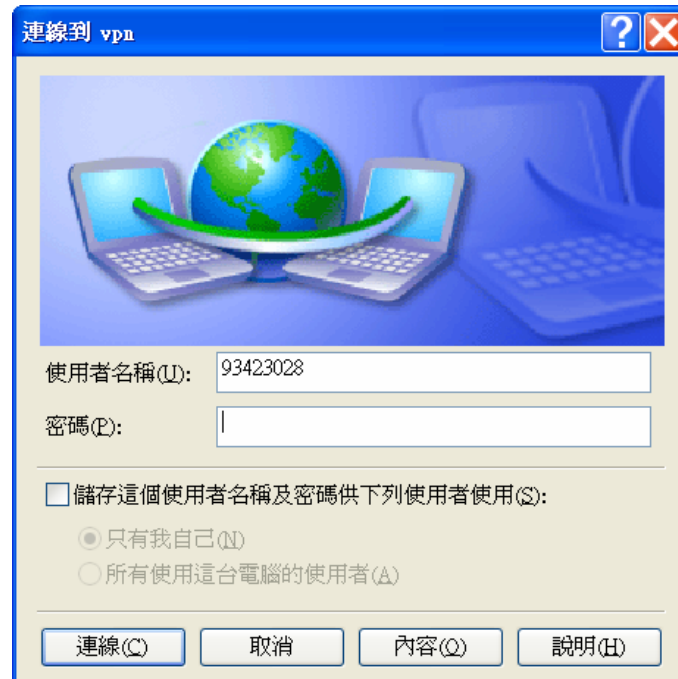 連線到 vpn
使用者名稱(U): 93423028
密碼(P):
儲存這個使用者名稱及密碼供下列使用者使用(S):
只有我自己(N)
所有使用這台電腦的使用者(A)
連線(C) 取消 內容(O) 說明(H)